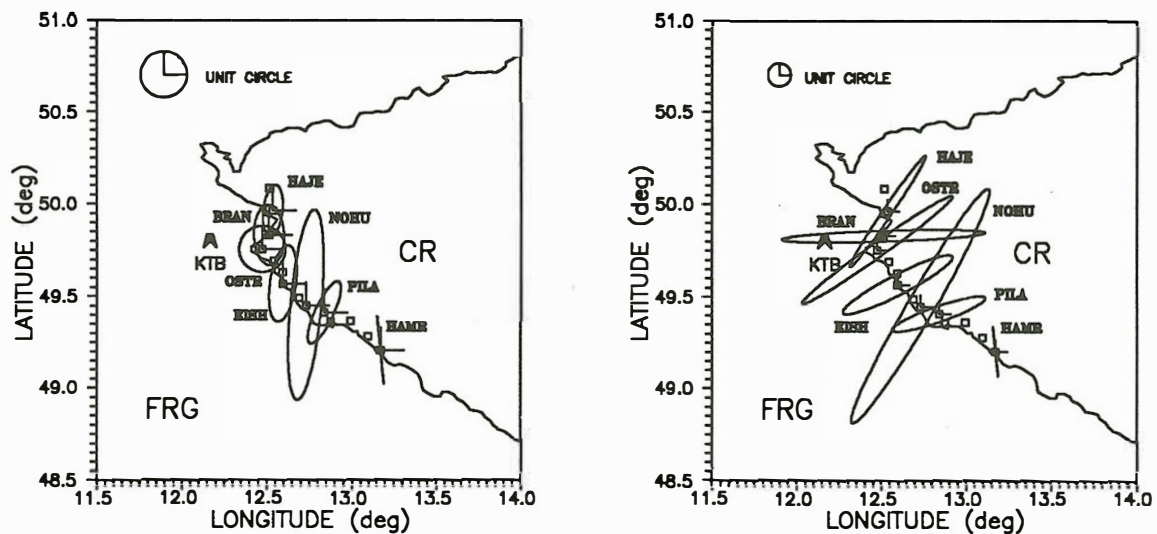 51.0
50.5
50.0
49.5
49.0
48.5
LATITUDE (deg)
UNIT CIRCLE
HAJE
BRAN
NOHU
KTB
CR
OSTR
PILA
KDYH
HAMR
FRG
11.5 12.0 12.5 13.0 13.5 14.0
LONGITUDE (deg)
51.0
50.5
50.0
49.5
49.0
48.5
LATITUDE (deg)
UNIT CIRCLE
HAJE
OSTR
NOHU
BRAN
KTB
CR
PILA
HAMR
FRG
11.5 12.0 12.5 13.0 13.5 14.0
LONGITUDE (deg)